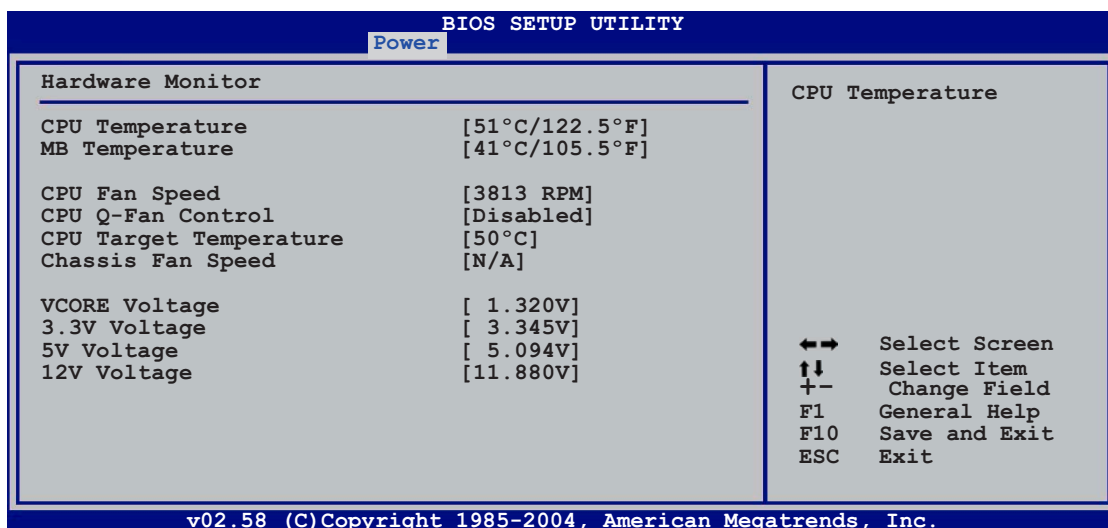 BIOS SETUP UTILITY
Power
Hardware Monitor
CPU Temperature [51°C/122.5°F]
MB Temperature [41°C/105.5°F]
CPU Fan Speed [3813 RPM]
CPU Q-Fan Control [Disabled]
CPU Target Temperature [50°C]
Chassis Fan Speed [N/A]
VCORE Voltage [ 1.320V]
3.3V Voltage [ 3.345V]
5V Voltage [ 5.094V]
12V Voltage [11.880V]
CPU Temperature
←→ Select Screen
↑↓ Select Item
+- Change Field
F1 General Help
F10 Save and Exit
ESC Exit
v02.58 (C)Copyright 1985-2004, American Megatrends, Inc.